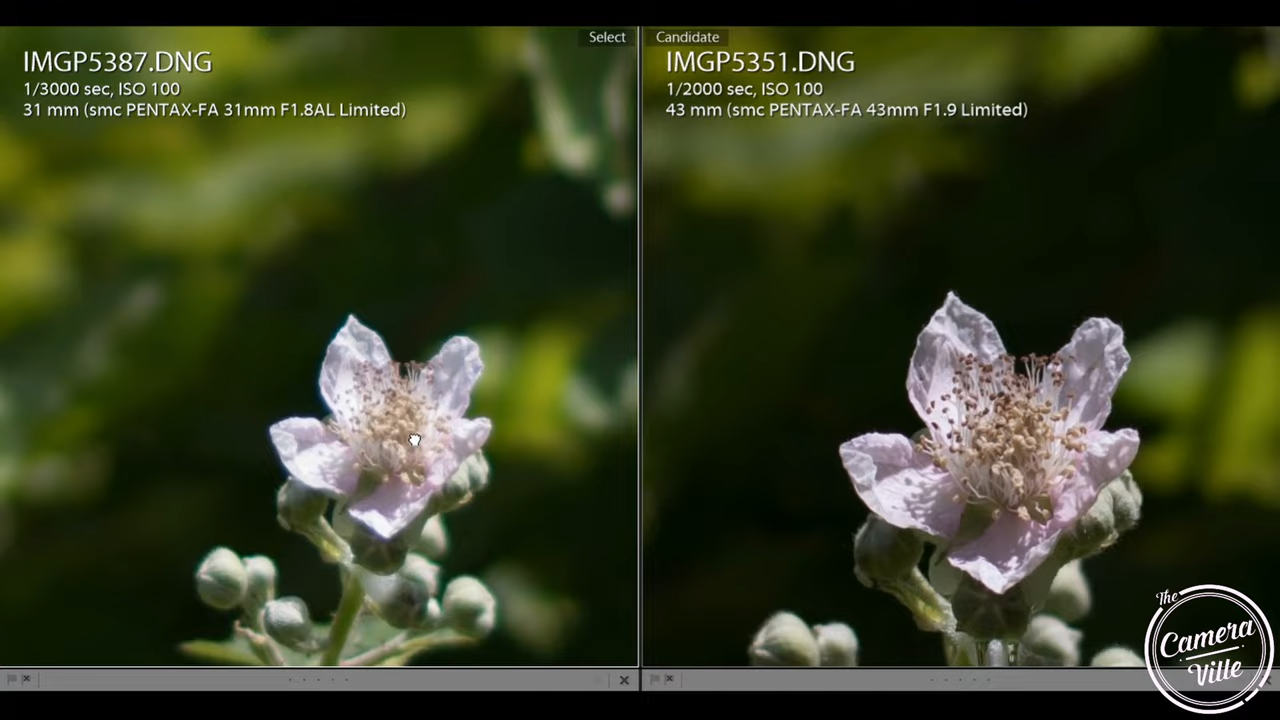 Select
IMGP5387.DNG
1/3000 sec, ISO 100
31 mm (smc PENTAX-FA 31mm F1.8AL Limited)
Candidate
IMGP5351.DNG
1/2000 sec, ISO 100
43 mm (smc PENTAX-FA 43mm F1.9 Limited)
The
Camera
Ville